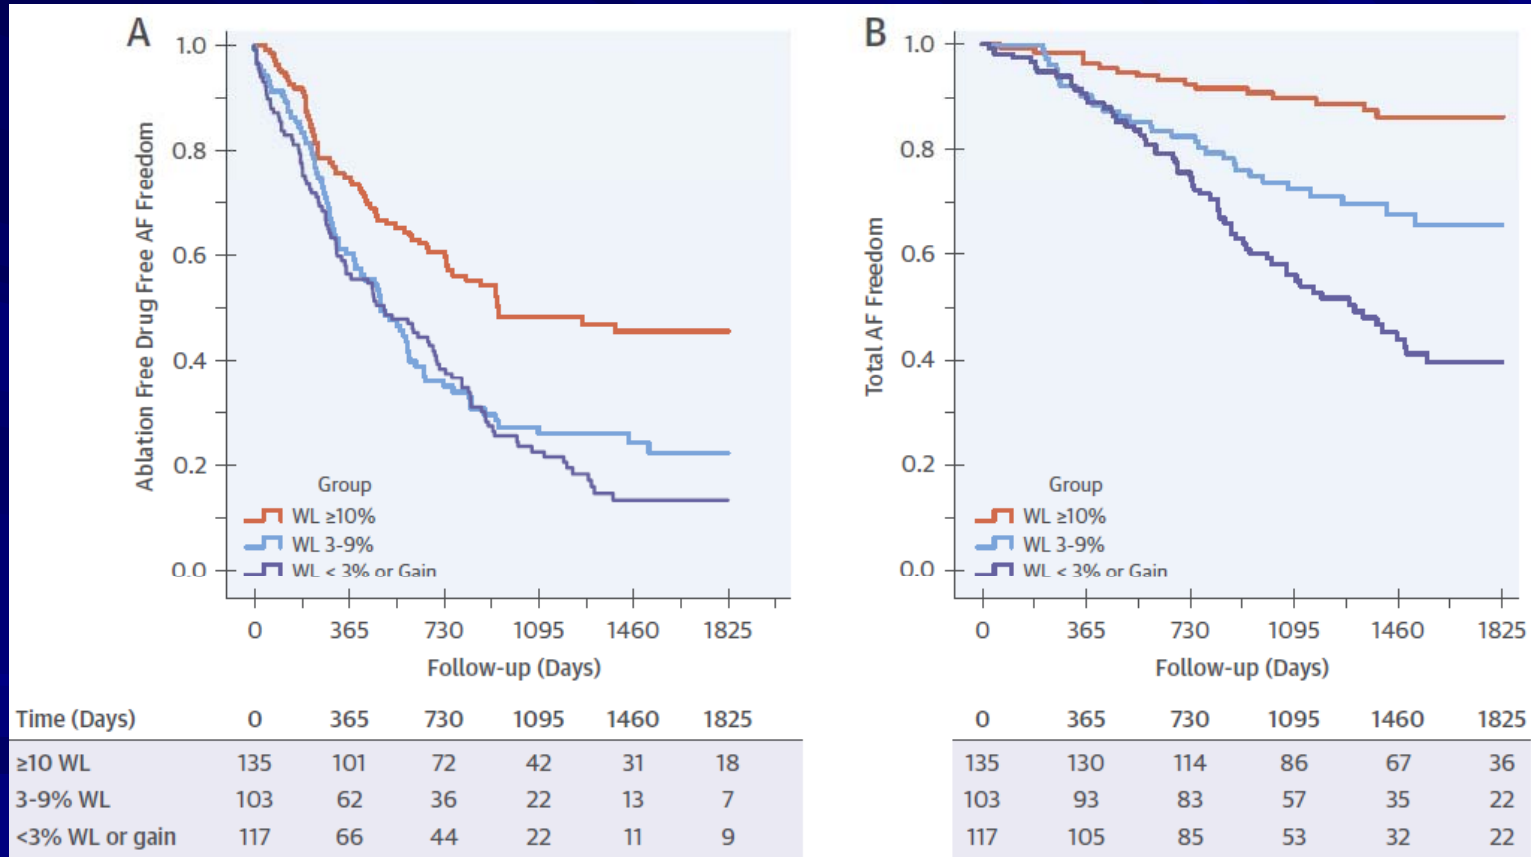 A
1.0
0.8
0.6
0.4
0.2
0.0
Ablation Free Drug Free AF Freedom
Group
WL ≥10%
WL 3-9%
WL < 3% or Gain
0 365 730 1095 1460 1825
Follow-up (Days)
B
1.0
0.8
0.6
0.4
0.2
0.0
Total AF Freedom
Group
WL ≥10%
WL 3-9%
WL < 3% or Gain
0 365 730 1095 1460 1825
Follow-up (Days)
Time (Days) 0 365 730 1095 1460 1825 0 365 730 1095 1460 1825
≥10 WL 135 101 72 42 31 18 135 130 114 86 67 36
3-9% WL 103 62 36 22 13 7 103 93 83 57 35 22
<3% WL or gain 117 66 44 22 11 9 117 105 85 53 32 22